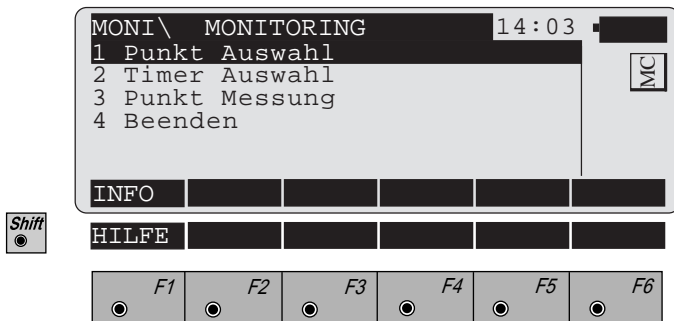 MONI\ MONITORING 14:03
1 Punkt Auswahl
2 Timer Auswahl
3 Punkt Messung
4 Beenden
MC
INFO
Shift
HILFE
F1 F2 F3 F4 F5 F6